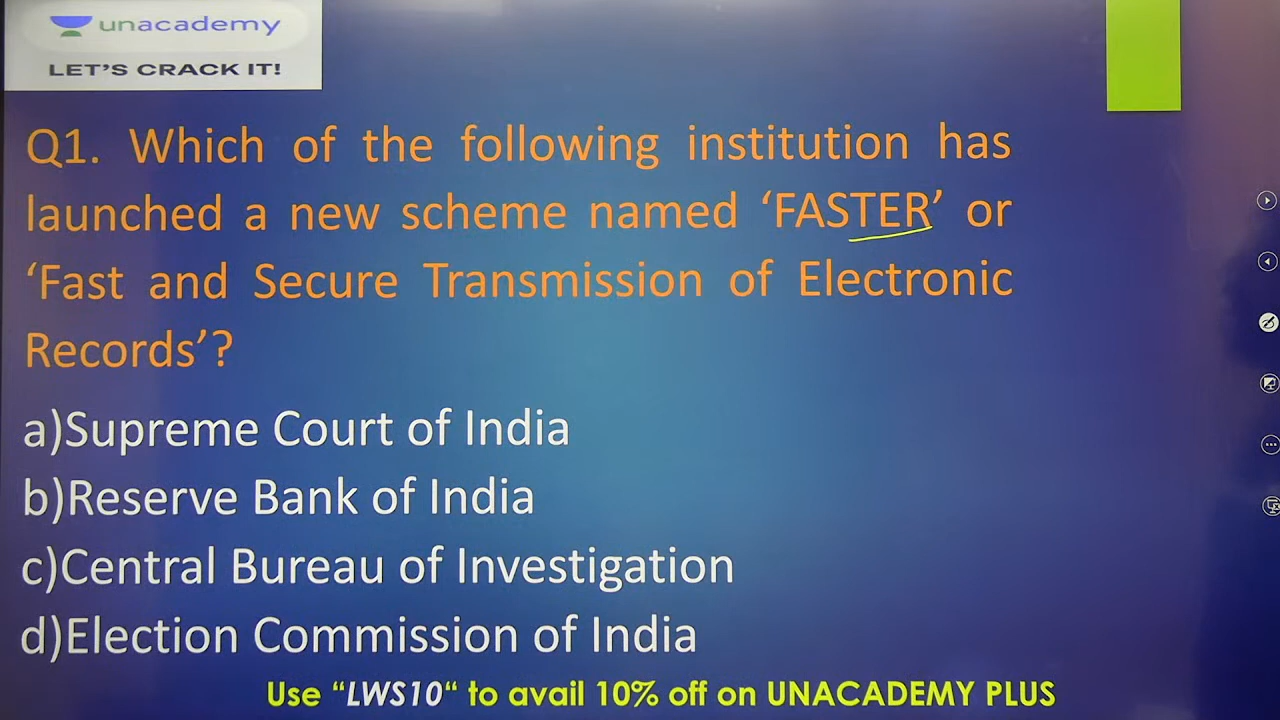 unacademy
LET'S CRACK IT!
Q1. Which of the following institution has
launched a new scheme named ‘FASTER’ or
‘Fast and Secure Transmission of Electronic
Records’?
a)Supreme Court of India
b)Reserve Bank of India
c)Central Bureau of Investigation
d)Election Commission of India
Use “LWS10“ to avail 10% off on UNACADEMY PLUS